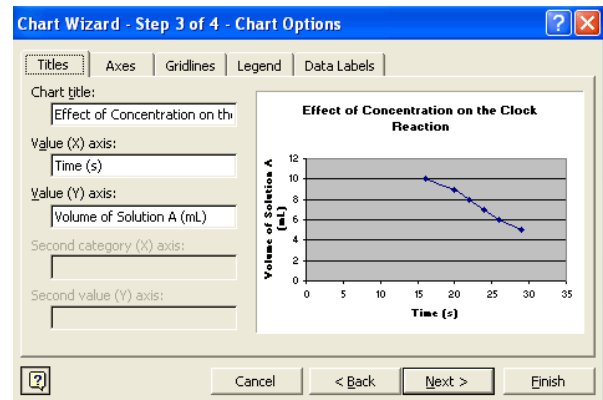 Chart Wizard - Step 3 of 4 - Chart Options
Titles Axes Gridlines Legend Data Labels
Chart title:
Effect of Concentration on the
Value (X) axis:
Time (s)
Value (Y) axis:
Volume of Solution A (mL)
Second category (X) axis:
Second value (Y) axis:
Effect of Concentration on the Clock
Reaction
Volume of Solution A
(mL)
12
10
8
6
4
2
0
0 5 10 15 20 25 30 35
Time (s)
Cancel < Back Next > Finish